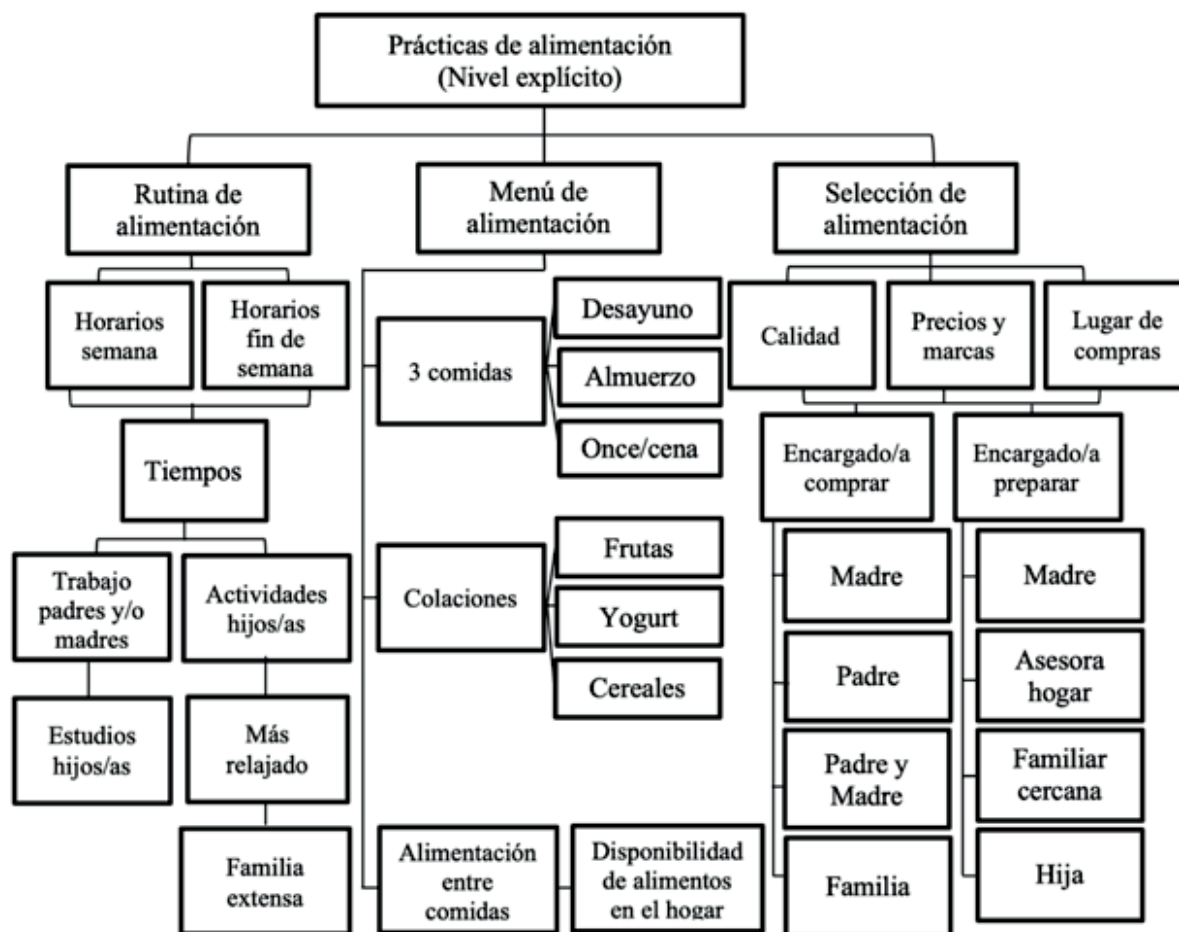 Prácticas de alimentación
(Nivel explícito)
Rutina de
alimentación
Menú de
alimentación
Selección de
alimentación
Horarios
semana
Horarios
fin de
semana
Tiempos
Trabajo
padres y/o
madres
Actividades
hijos/as
Estudios
hijos/as
Más
relajado
Familia
extensa
3 comidas
Desayuno
Almuerzo
Once/cena
Colaciones
Frutas
Yogurt
Cereales
Alimentación
entre
comidas
Disponibilidad
de alimentos
en el hogar
Calidad
Precios y
marcas
Lugar de
compras
Encargado/a
comprar
Encargado/a
preparar
Madre
Padre
Padre y
Madre
Familia
Madre
Asesora
hogar
Familiar
cercana
Hija